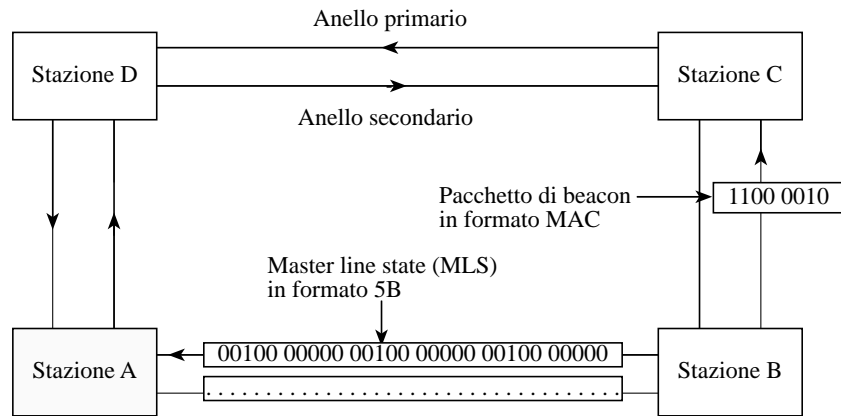 Anello primario
Stazione D
Stazione C
Anello secondario
Pacchetto di beacon
in formato MAC
1100 0010
Master line state (MLS)
in formato 5B
Stazione A
00100 00000 00100 00000 00100 00000
Stazione B